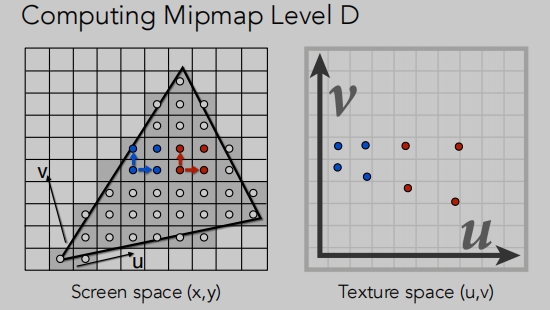 Computing Mipmap Level D
v
u
v
u
Screen space (x,y)
Texture space (u,v)